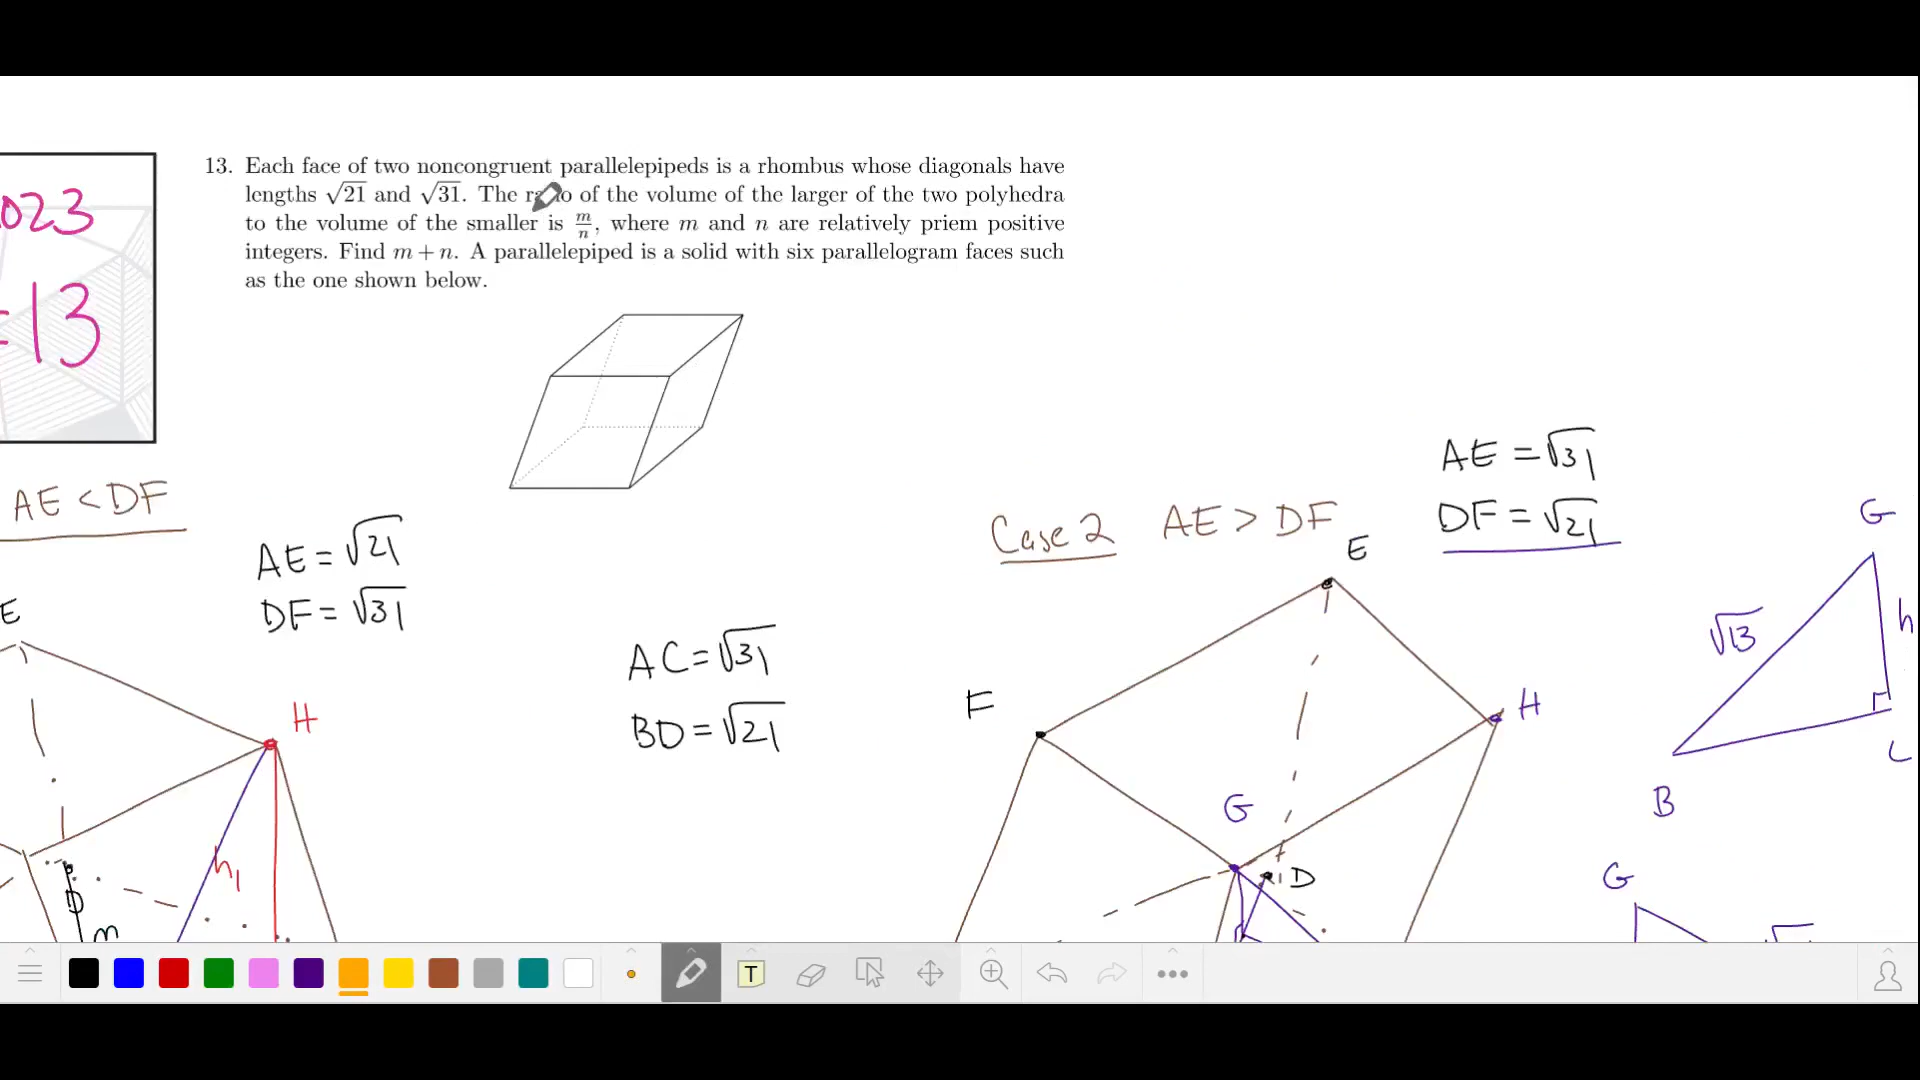 023
=13
13. Each face of two noncongruent parallelepipeds is a rhombus whose diagonals have
lengths √21 and √31. The ratio of the volume of the larger of the two polyhedra
to the volume of the smaller is m/n, where m and n are relatively priem positive
integers. Find m + n. A parallelepiped is a solid with six parallelogram faces such
as the one shown below.
AE < DF
AE = √21
DF = √31
AC = √31
BD = √21
Case 2 AE > DF
AE = √31
DF = √21
E
H
h₁
D
m
E
F
H
G
D
G
√13
h
L
B
G
T